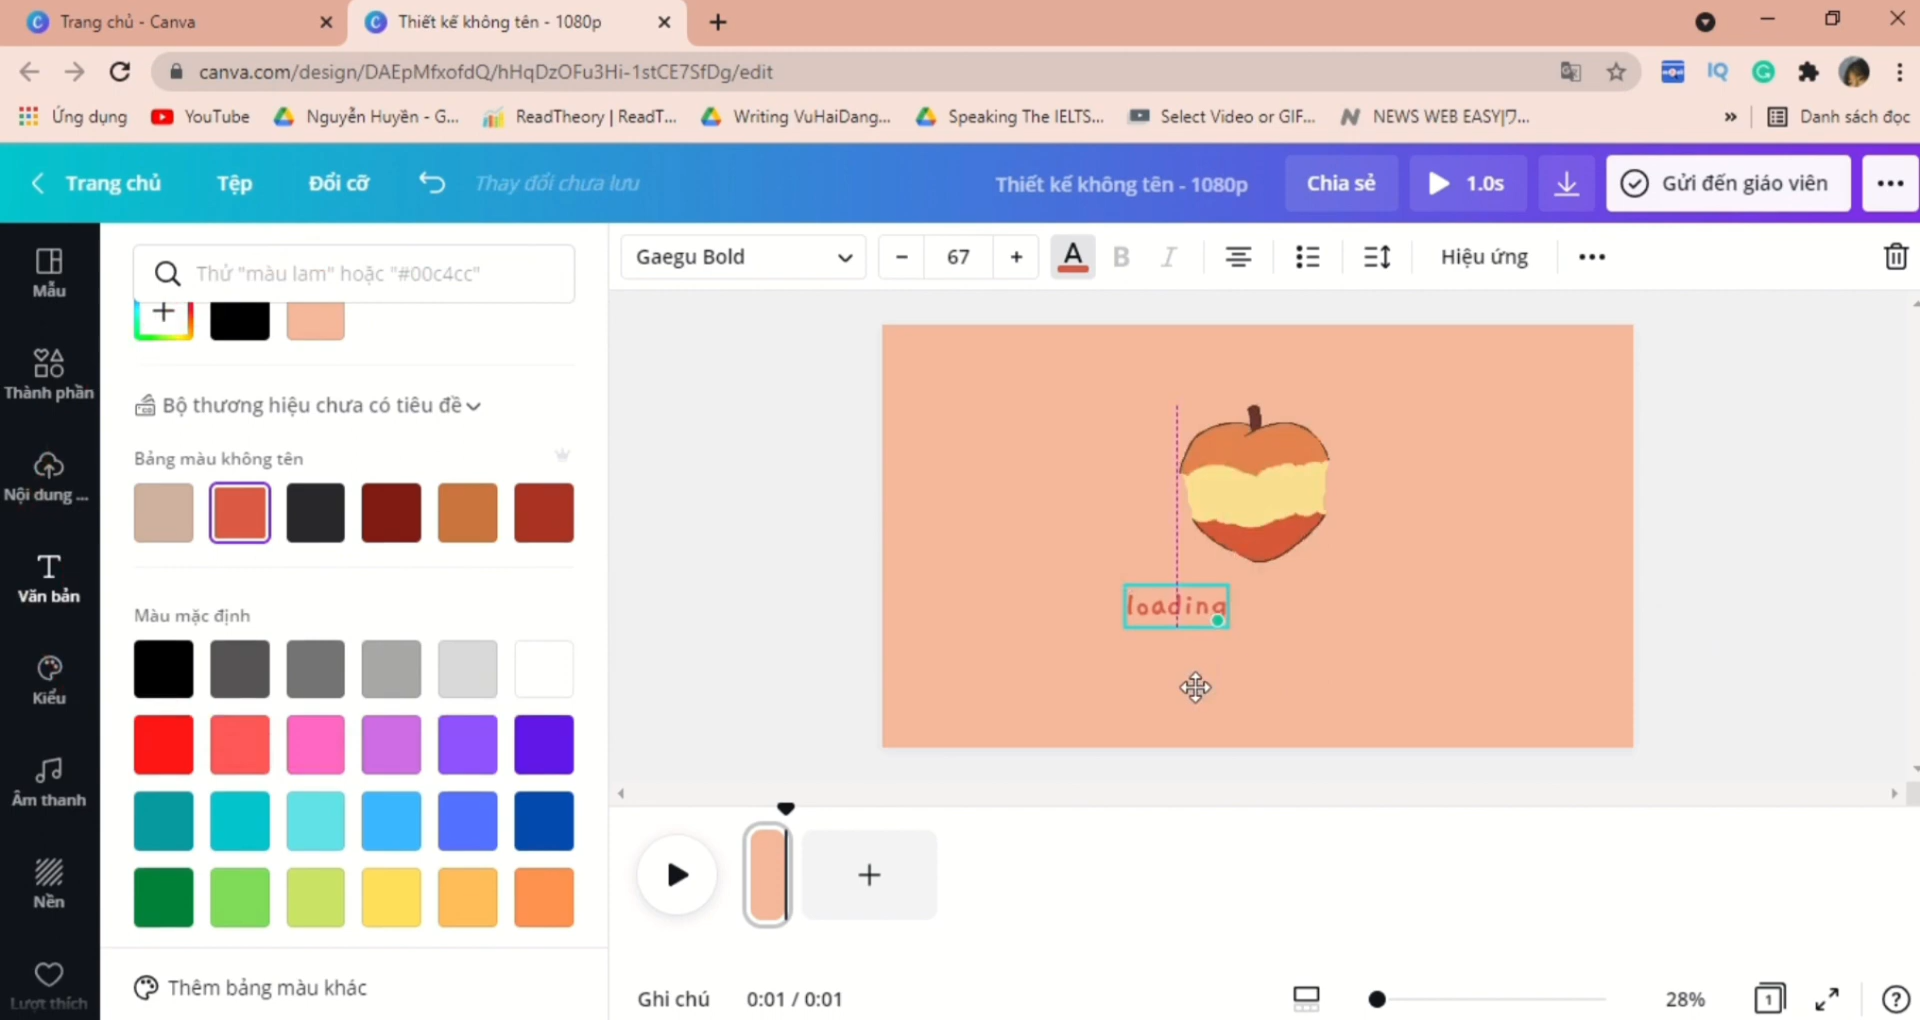 Trang chủ - Canva
Thiết kế không tên - 1080p
canva.com/design/DAEpMfxofdQ/hHqDzOFu3Hi-1stCE7SfDg/edit
Ứng dụng
YouTube
Nguyễn Huyền - G...
ReadTheory | ReadT...
Writing VuHaiDang...
Speaking The IELTS...
Select Video or GIF...
NEWS WEB EASY|ワ...
Danh sách đọc
Trang chủ
Tệp
Đổi cỡ
Thay đổi chưa lưu
Thiết kế không tên - 1080p
Chia sẻ
1.0s
Gửi đến giáo viên
Mẫu
Thành phần
Nội dung ...
Văn bản
Kiểu
Âm thanh
Nền
Lượt thích
Thử "màu lam" hoặc "#00c4cc"
Bộ thương hiệu chưa có tiêu đề
Bảng màu không tên
Màu mặc định
Thêm bảng màu khác
Gaegu Bold
- 67 +
A
B
I
Hiệu ứng
loading
Ghi chú
0:01 / 0:01
28%
1